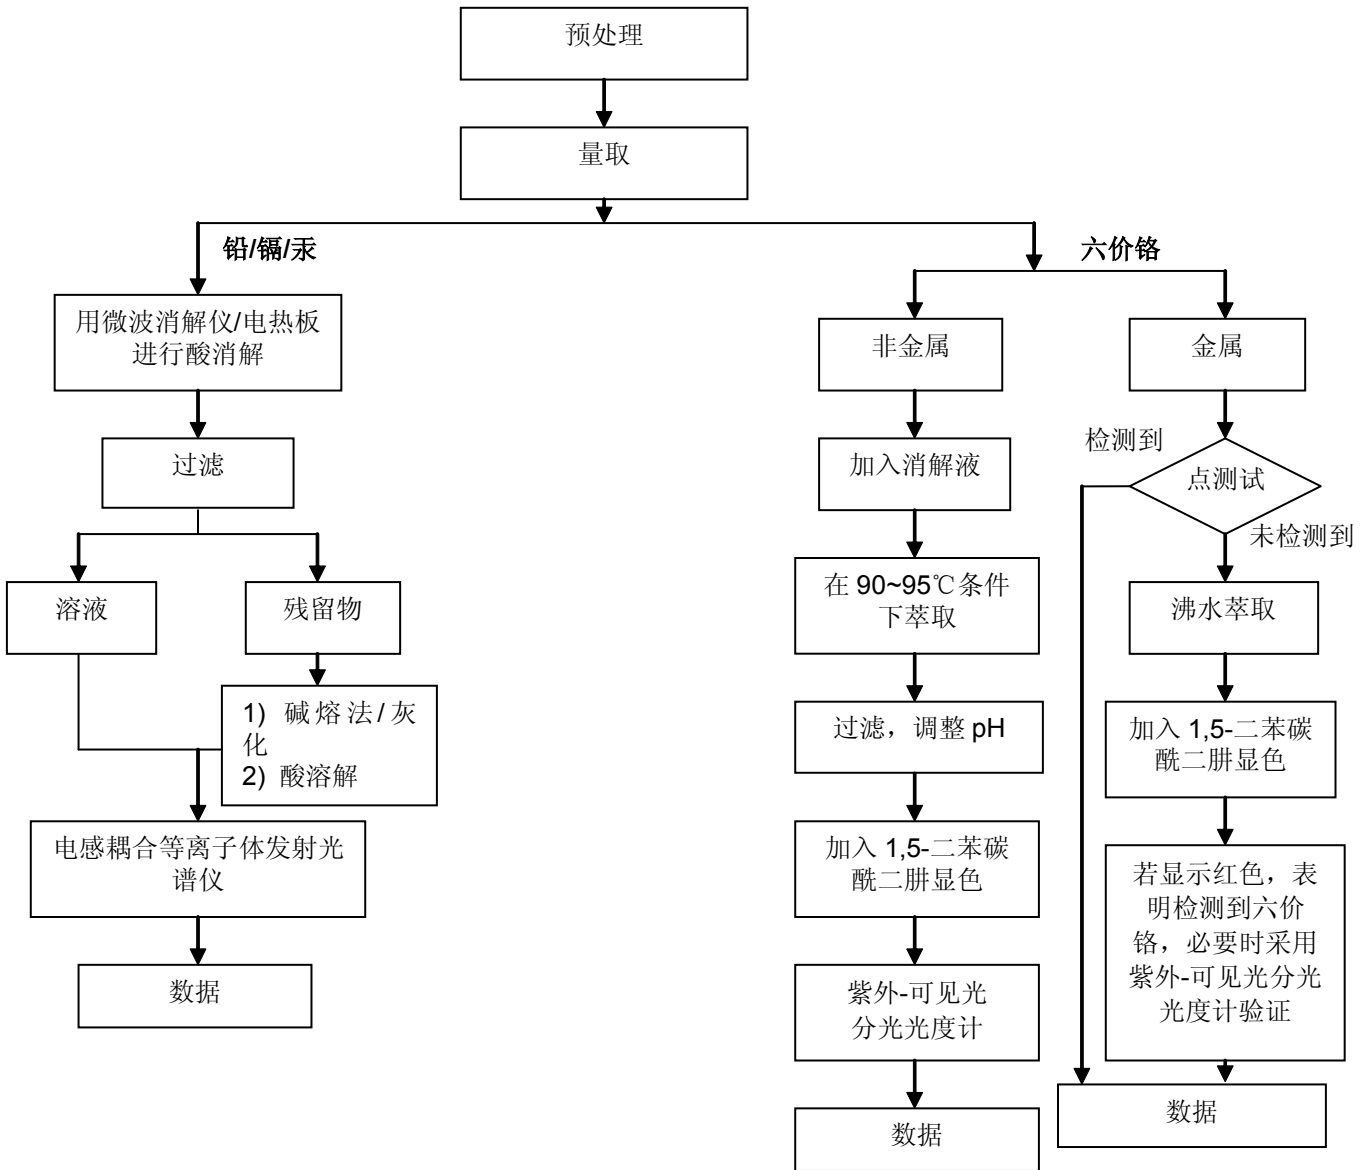 预处理
量取
铅/镉/汞
六价铬
用微波消解仪/电热板
进行酸消解
过滤
溶液
残留物
1) 碱熔法/灰
化
2) 酸溶解
电感耦合等离子体发射光
谱仪
数据
非金属
加入消解液
在 90~95℃条件
下萃取
过滤，调整 pH
加入 1,5-二苯碳
酰二肼显色
紫外-可见光
分光光度计
数据
金属
检测到
点测试
未检测到
沸水萃取
加入 1,5-二苯碳
酰二肼显色
若显示红色，表
明检测到六价
铬，必要时采用
紫外-可见光分光
光度计验证
数据